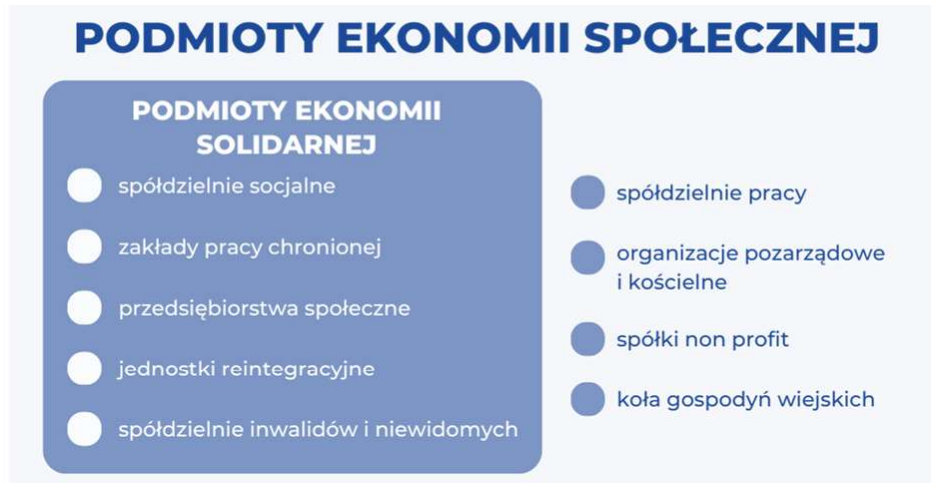 PODMIOTY EKONOMII SPOŁECZNEJ
PODMIOTY EKONOMII
SOLIDARNEJ
spółdzielnie socjalne
zakłady pracy chronionej
przedsiębiorstwa społeczne
jednostki reintegracyjne
spółdzielnie inwalidów i niewidomych
spółdzielnie pracy
organizacje pozarządowe
i kościelne
spółki non profit
koła gospodyń wiejskich